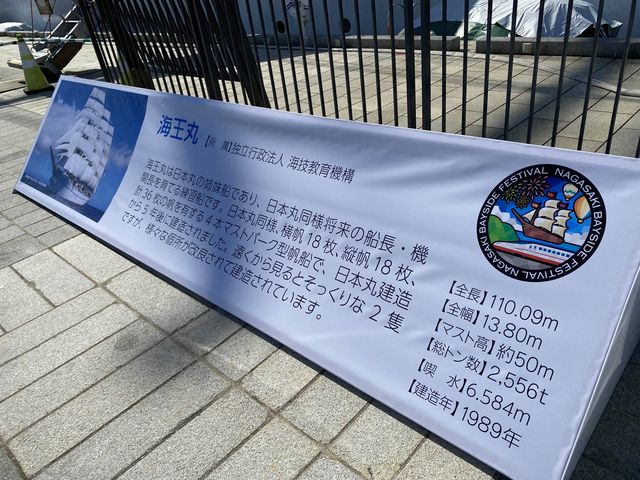 海王丸 【所属】独立行政法人 海技教育機構
海王丸は日本丸の姉妹船であり、日本丸同様将来の船長・機
関長を育てる練習船です。日本丸同様、横帆18枚、縦帆18枚、
計36枚の帆を有する4本マストバーク型帆船で、日本丸建造
から5年後に建造されました。遠くから見るとそっくりな2隻
ですが、様々な箇所が改良されて建造されています。
NAGASAKI BAYSIDE FESTIVAL
NAGASAKI BAYSIDE FESTIVAL
【全長】110.09m
【全幅】13.80m
【マスト高】約50m
【総トン数】2,556t
【喫 水】6.584m
【建造年】1989年